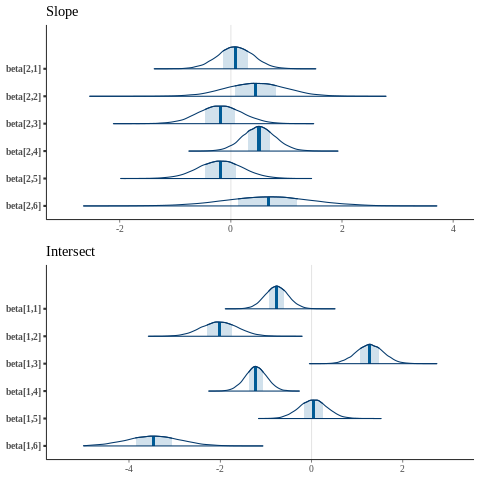 Slope
beta[2,1]
beta[2,2]
beta[2,3]
beta[2,4]
beta[2,5]
beta[2,6]
-2 0 2 4
Intersect
beta[1,1]
beta[1,2]
beta[1,3]
beta[1,4]
beta[1,5]
beta[1,6]
-4 -2 0 2